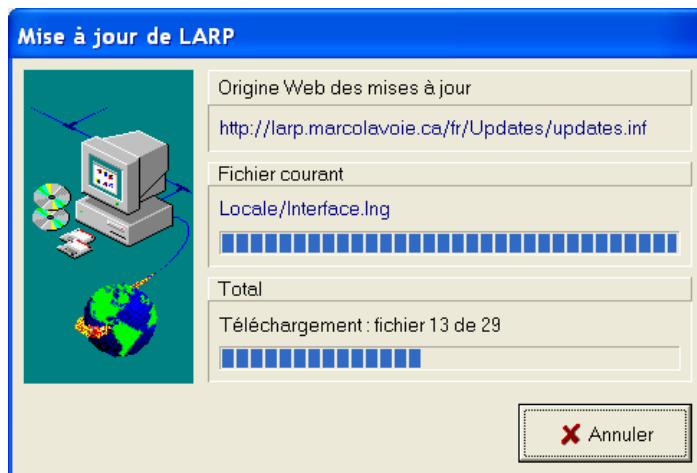 Mise à jour de LARP
Origine Web des mises à jour
http://larp.marcolavoie.ca/fr/Updates/updates.inf
Fichier courant
Locale/Interface.lng
Total
Téléchargement : fichier 13 de 29
Annuler